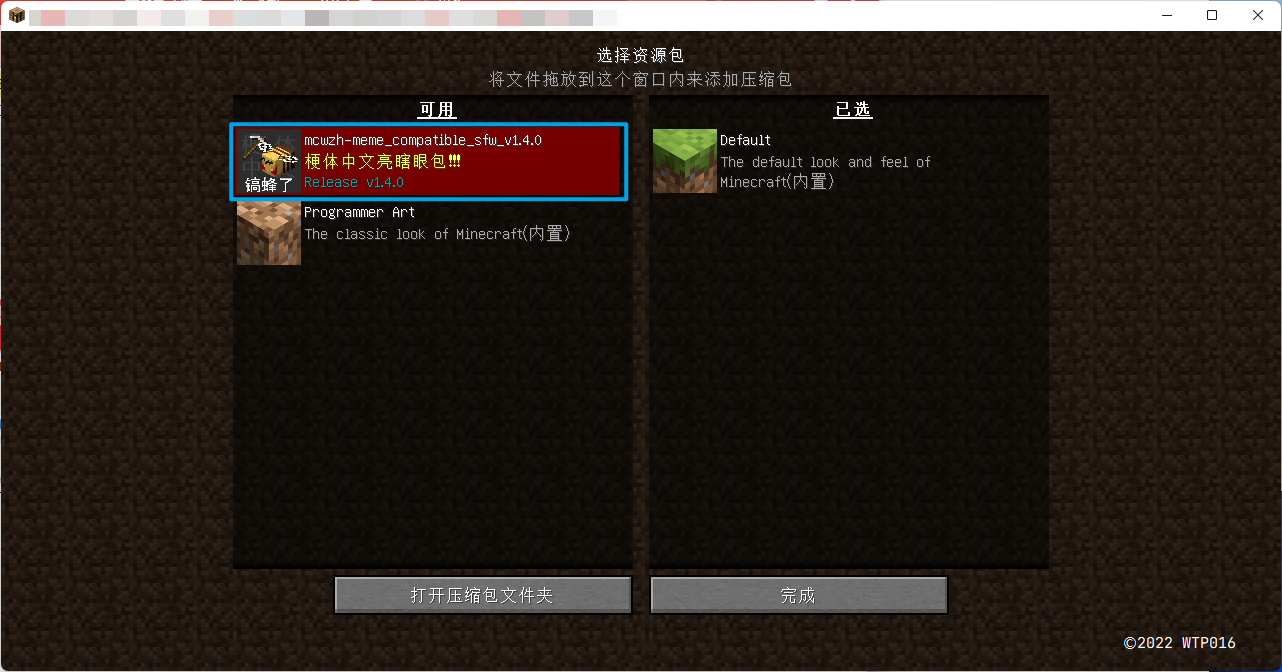 选择资源包
将文件拖放到这个窗口内来添加压缩包
可用
镐蜂了
mcwzh-meme_compatible_sfw_v1.4.0
梗体中文亮瞎眼包!!!
Release v1.4.0
Programmer Art
The classic look of Minecraft(内置)
已选
Default
The default look and feel of
Minecraft(内置)
打开压缩包文件夹
完成
©2022 WTP016